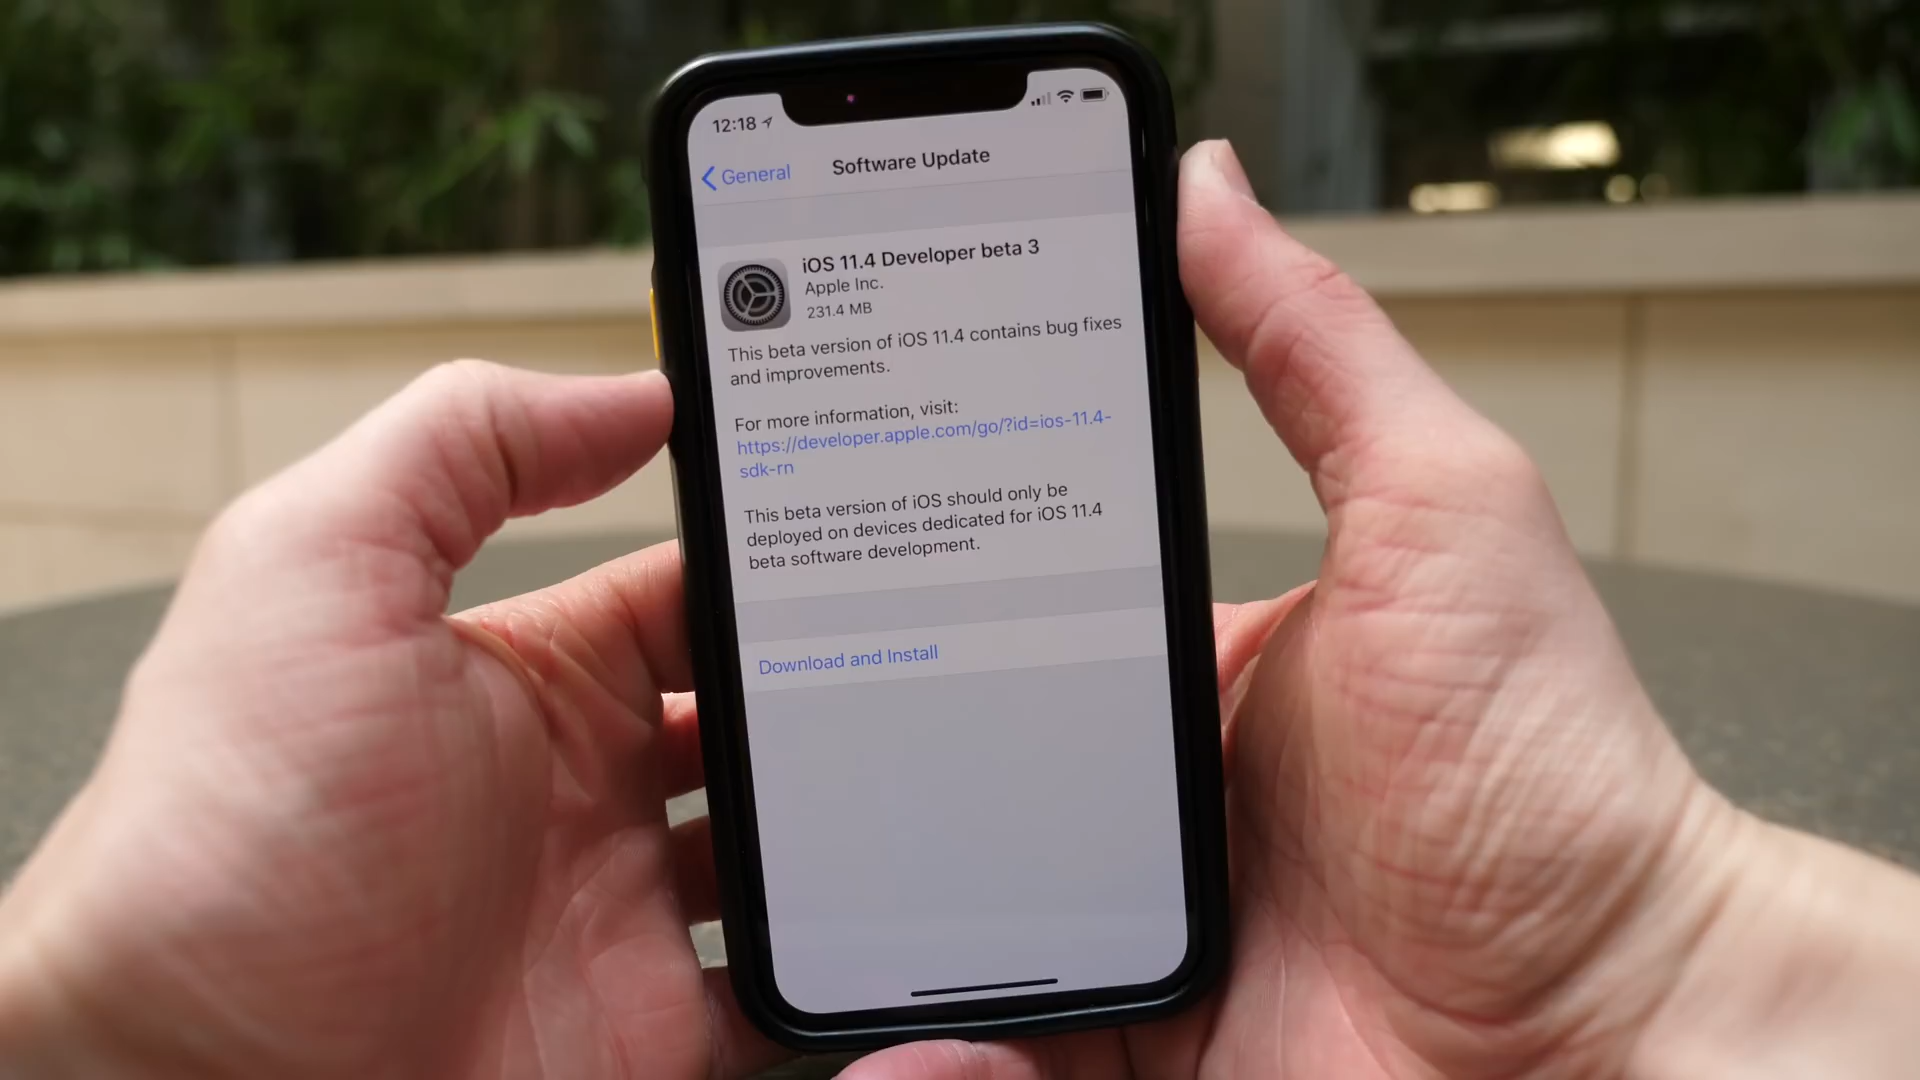 12:18
General
Software Update
iOS 11.4 Developer beta 3
Apple Inc.
231.4 MB
This beta version of iOS 11.4 contains bug fixes
and improvements.
For more information, visit:
https://developer.apple.com/go/?id=ios-11.4-
sdk-rn
This beta version of iOS should only be
deployed on devices dedicated for iOS 11.4
beta software development.
Download and Install